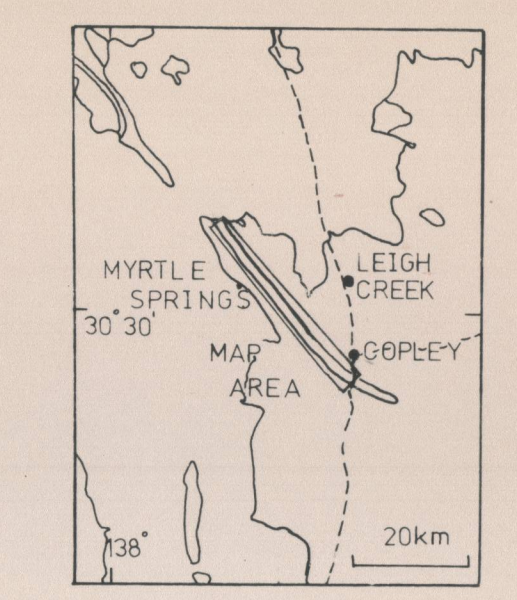 MYRTLE
SPRINGS
LEIGH
CREEK
30° 30'
COPLEY
MAP
AREA
138°
20km